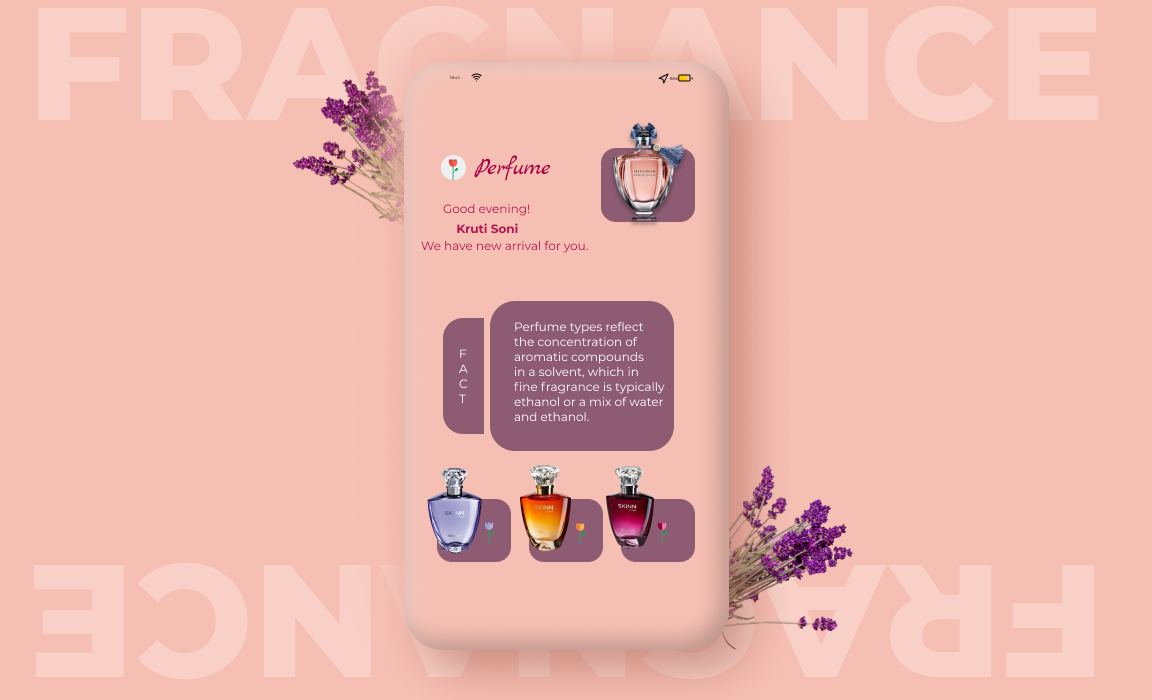 FRAGNANCE
Perfume
Good evening!
Kruti Soni
We have new arrival for you.
F
A
C
T
Perfume types reflect
the concentration of
aromatic compounds
in a solvent, which in
fine fragrance is typically
ethanol or a mix of water
and ethanol.
SKINN
SKINN
SKINN
FRAGNANCE